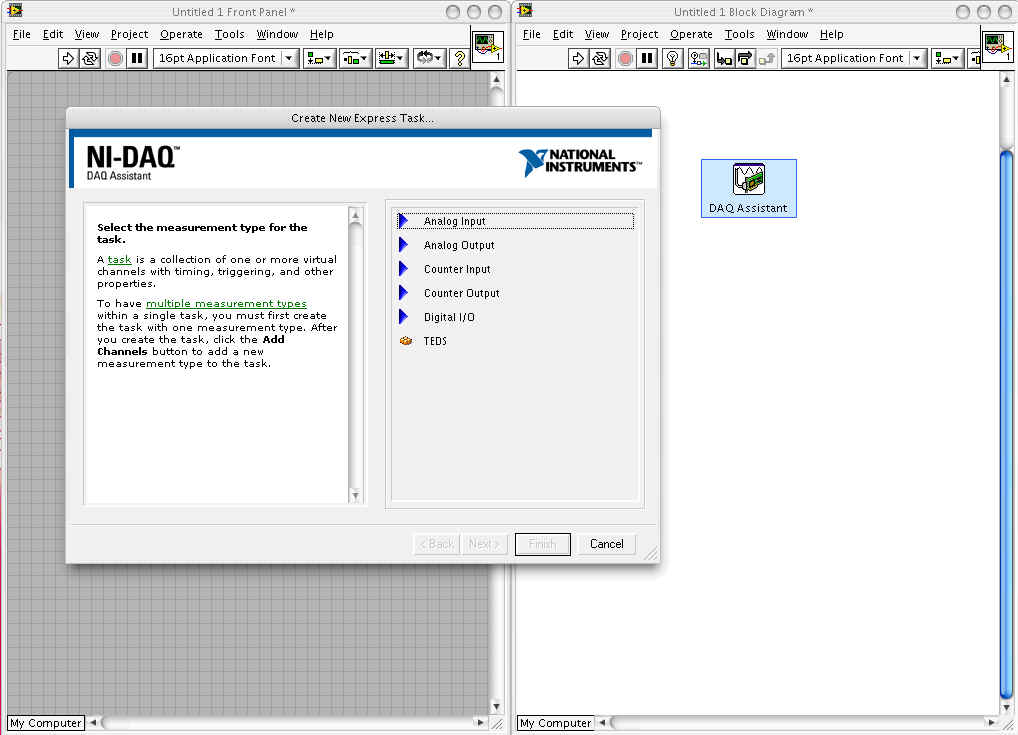 Untitled 1 Front Panel *
File Edit View Project Operate Tools Window Help
16pt Application Font
?
1
Untitled 1 Block Diagram *
File Edit View Project Operate Tools Window Help
16pt Application Font
1
Create New Express Task...
NI-DAQ™
DAQ Assistant
NATIONAL
INSTRUMENTS™
Select the measurement type for the
task.
A task is a collection of one or more virtual
channels with timing, triggering, and other
properties.
To have multiple measurement types
within a single task, you must first create
the task with one measurement type. After
you create the task, click the Add
Channels button to add a new
measurement type to the task.
Analog Input
Analog Output
Counter Input
Counter Output
Digital I/O
TEDS
< Back Next > Finish Cancel
DAQ Assistant
My Computer
My Computer